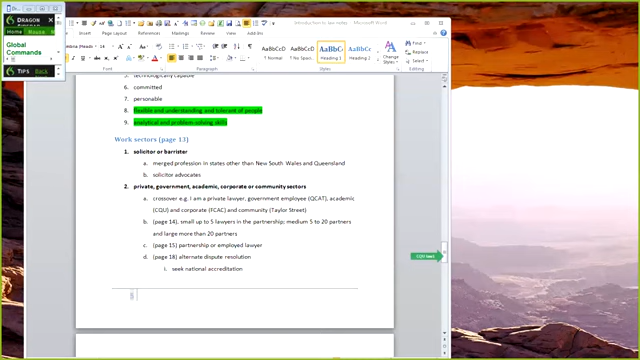 Introduction to law notes - Microsoft Word
Global
Commands
TIPS Back
Home
Page Layout
References
Mailings
Review
View
14
AaBbCcDd AaBbCcDd AaBbC AaBbCc
¶ Normal ¶ No Spaci... Heading 1 Heading 2
Change
Styles
Find
Replace
Select
Font
Paragraph
Styles
Editing
5. technologically capable
6. committed
7. personable
8. flexible and understanding and tolerant of people
9. analytical and problem-solving skills
Work sectors (page 13)
1. solicitor or barrister
a. merged profession in states other than New South Wales and Queensland
b. solicitor advocates
2. private, government, academic, corporate or community sectors
a. crossover e.g. I am a private lawyer, government employee (QCAT), academic
(CQU) and corporate (FCAC) and community (Taylor Street)
b. (page 14), small up to 5 lawyers in the partnership; medium 5 to 20 partners
and large more than 20 partners
c. (page 15) partnership or employed lawyer
d. (page 18) alternate dispute resolution
i. seek national accreditation